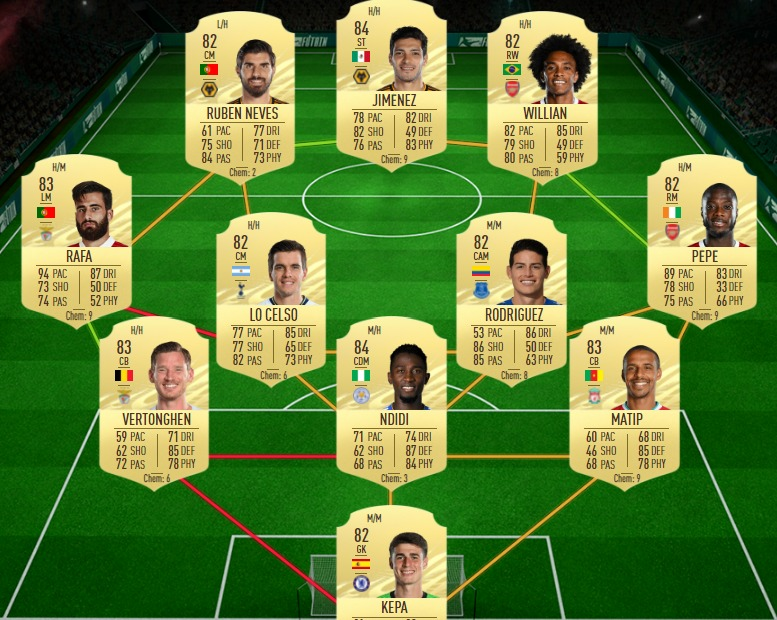 L/H
82
CM
RUBEN NEVES
61 PAC 77 DRI
75 SHO 71 DEF
84 PAS 73 PHY
Chem: 2
H/H
84
ST
JIMENEZ
78 PAC 82 DRI
82 SHO 49 DEF
76 PAS 83 PHY
Chem: 9
H/H
82
RW
WILLIAN
82 PAC 85 DRI
79 SHO 49 DEF
80 PAS 59 PHY
Chem: 8
H/M
83
LM
RAFA
94 PAC 87 DRI
73 SHO 50 DEF
74 PAS 52 PHY
Chem: 9
H/H
82
CM
LO CELSO
77 PAC 85 DRI
77 SHO 65 DEF
82 PAS 73 PHY
Chem: 6
M/M
82
CAM
RODRIGUEZ
53 PAC 86 DRI
86 SHO 50 DEF
85 PAS 63 PHY
Chem: 8
H/M
82
RM
PEPE
89 PAC 83 DRI
78 SHO 33 DEF
75 PAS 66 PHY
Chem: 9
H/H
83
CB
VERTONGHEN
59 PAC 71 DRI
62 SHO 85 DEF
72 PAS 78 PHY
Chem: 6
M/H
84
CDM
NDIDI
71 PAC 74 DRI
62 SHO 87 DEF
68 PAS 84 PHY
Chem: 3
M/M
83
CB
MATIP
60 PAC 68 DRI
46 SHO 85 DEF
68 PAS 78 PHY
Chem: 9
M/M
82
GK
KEPA